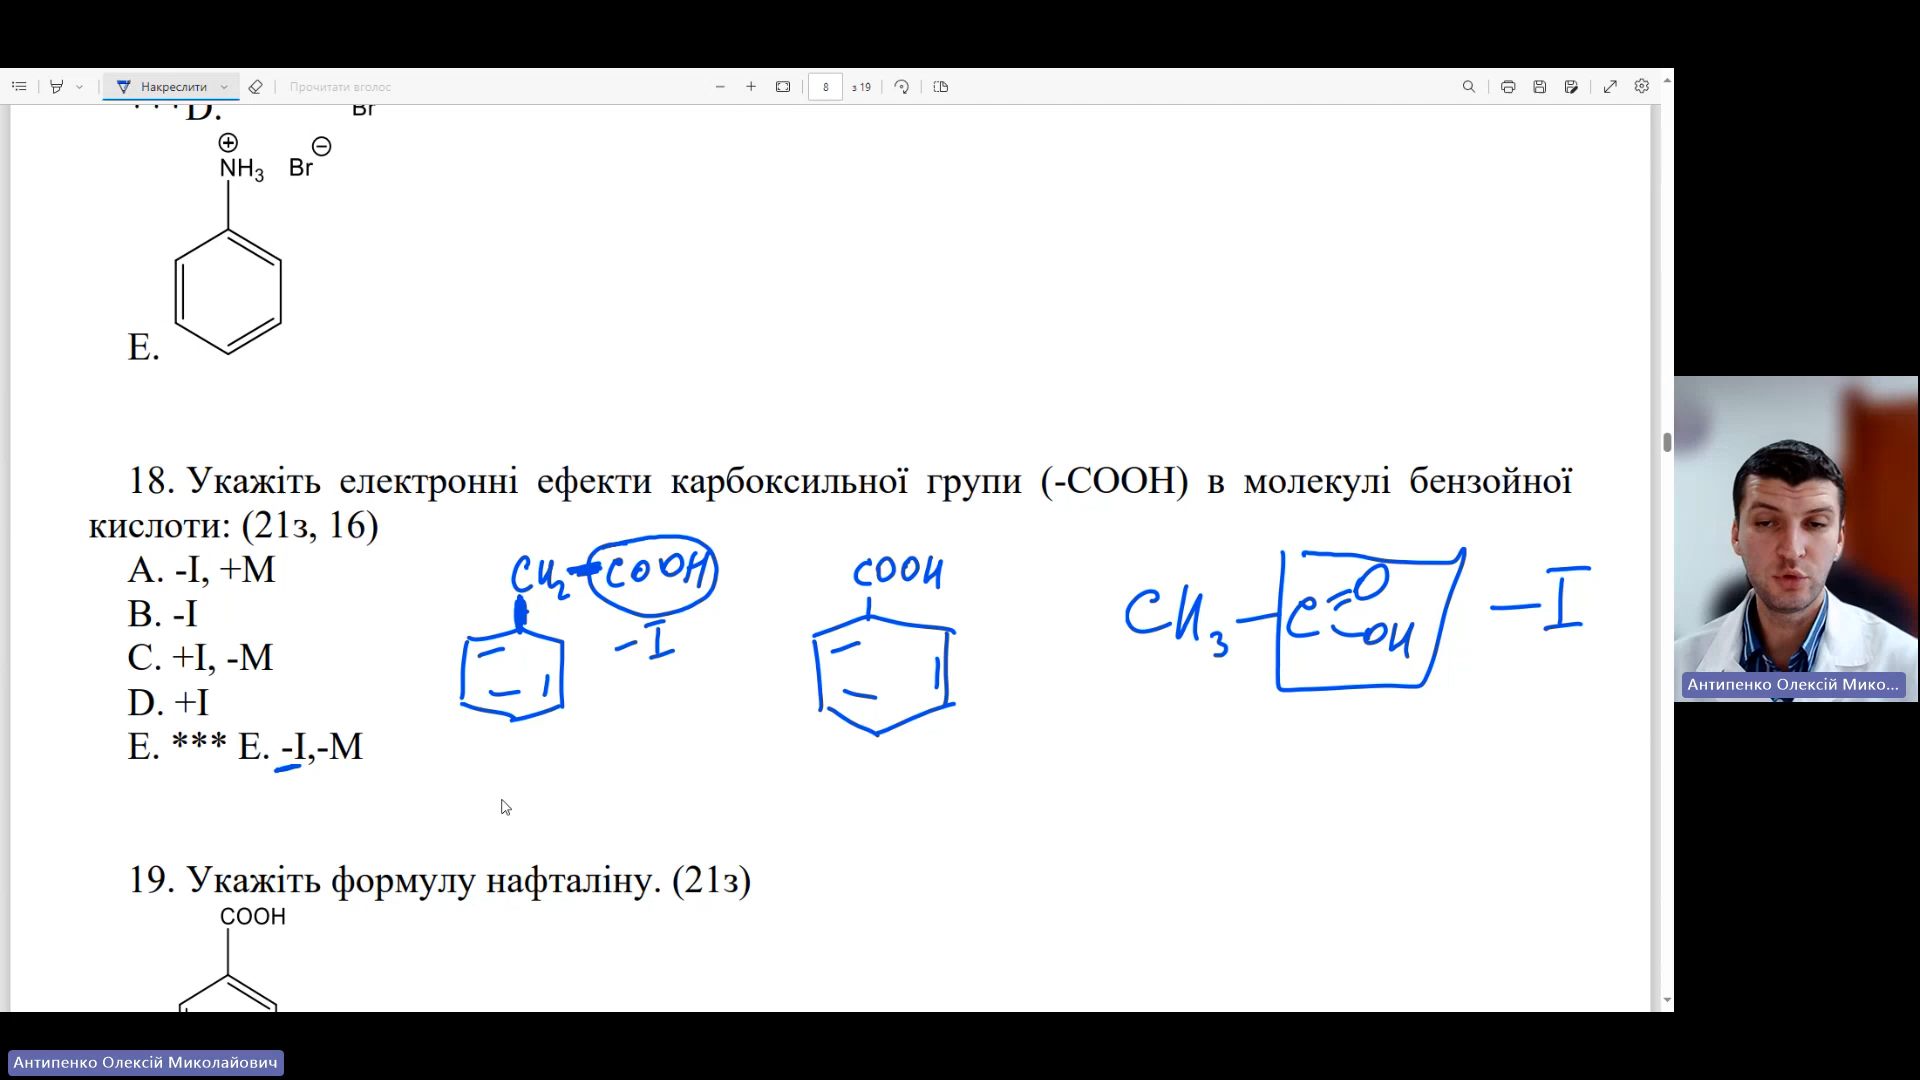 Накреслити
Прочитати вголос
8 з 19
Br
D.
NH3 Br
E.
18. Укажіть електронні ефекти карбоксильної групи (-COOH) в молекулі бензойної
кислоти: (21з, 16)
A. -I, +M
B. -I
C. +I, -M
D. +I
E. *** E. -I,-M
CH2-COOH
-I
COOH
CH3-C=O
-OH
-I
19. Укажіть формулу нафталіну. (21з)
COOH
Антипенко Олексій Мико...
Антипенко Олексій Миколайович